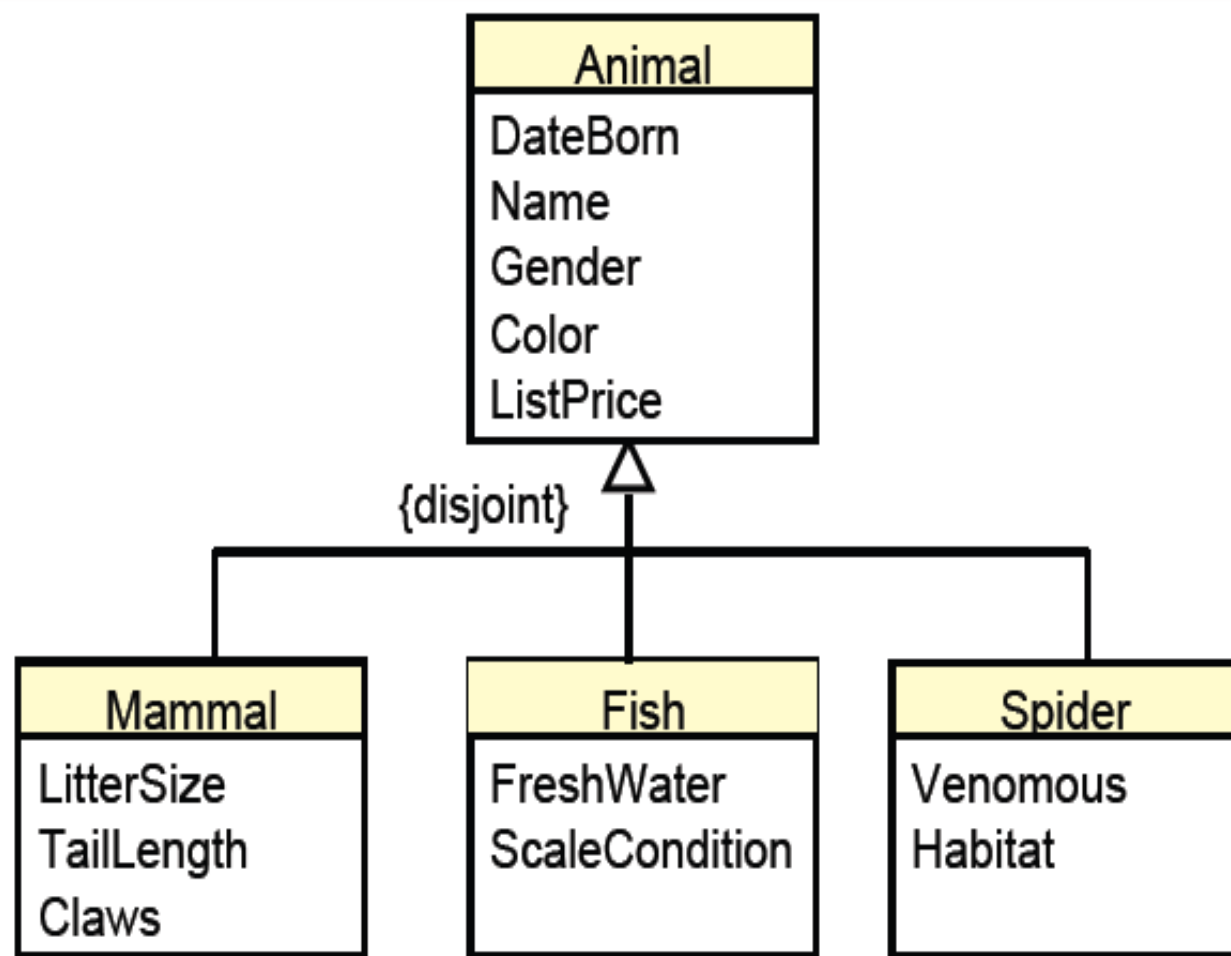 Animal
DateBorn
Name
Gender
Color
ListPrice
{disjoint}
Mammal
LitterSize
TailLength
Claws
Fish
FreshWater
ScaleCondition
Spider
Venomous
Habitat